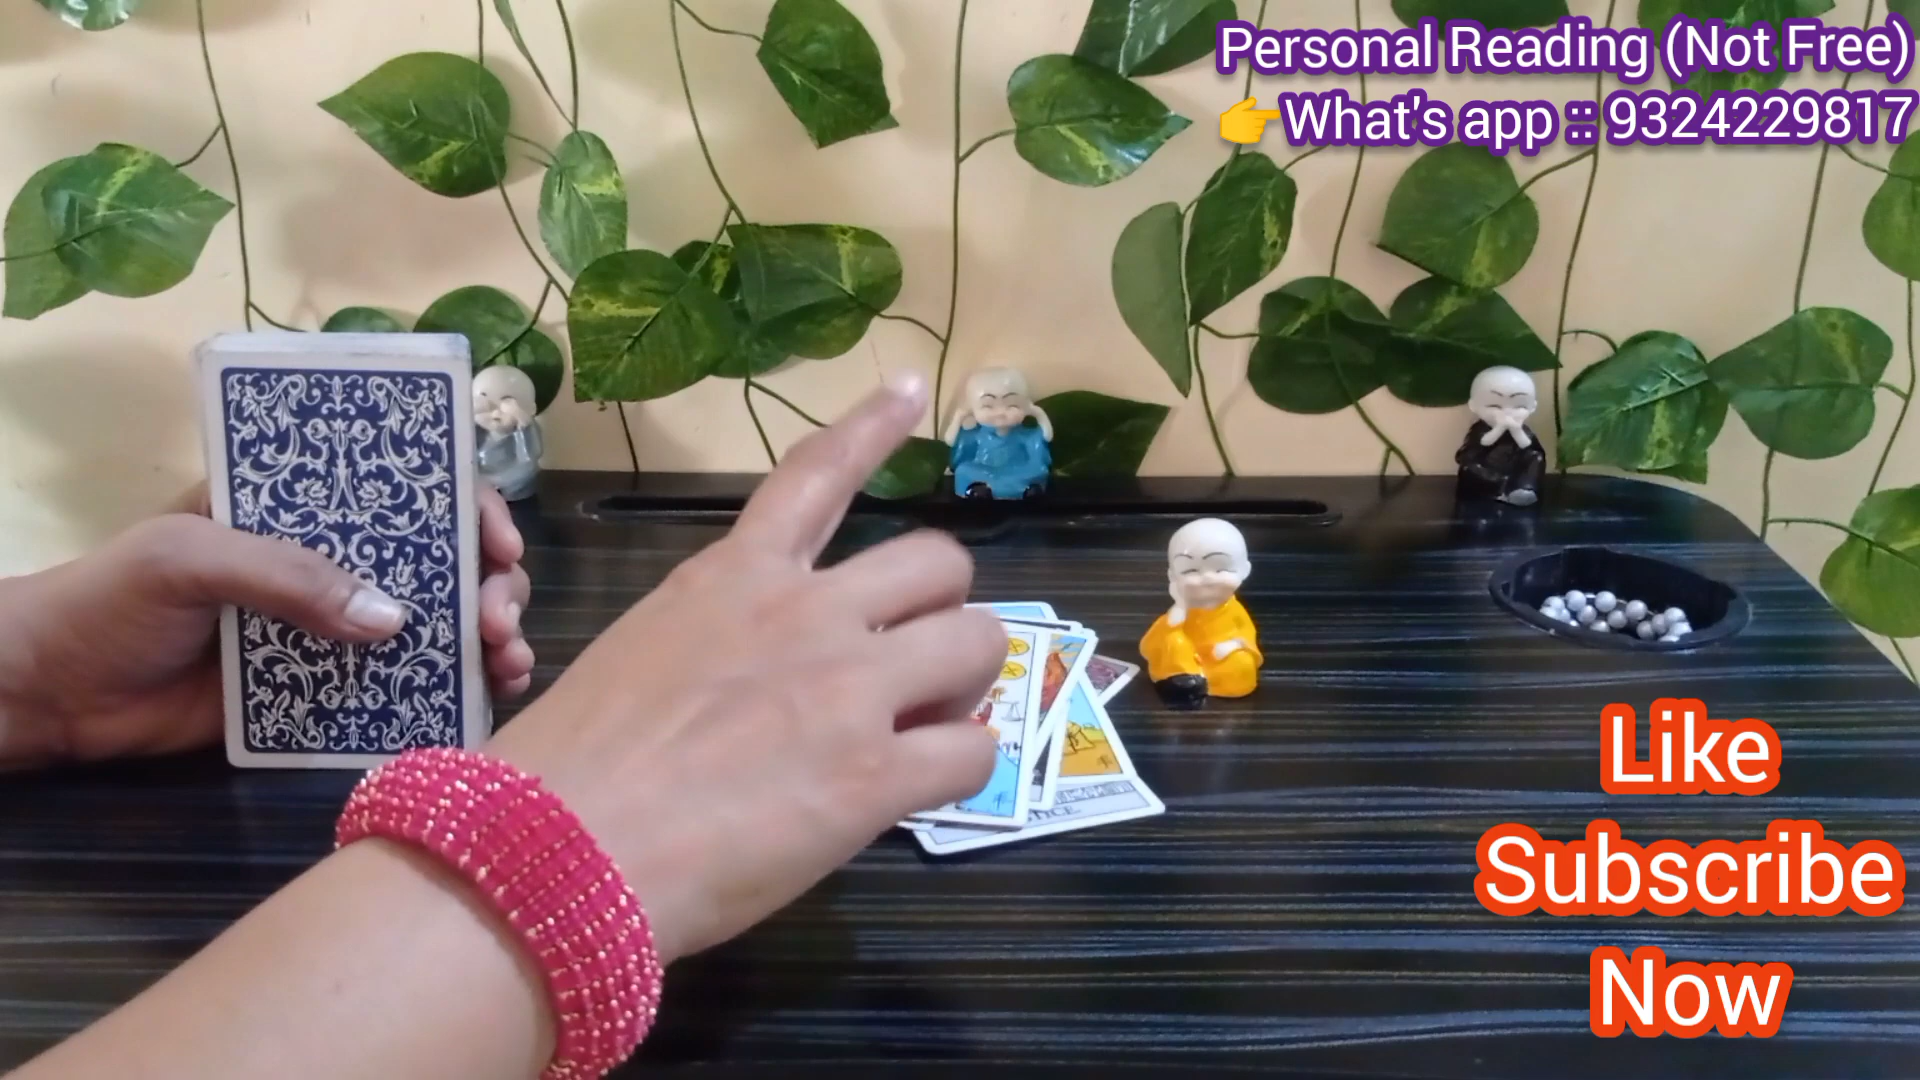 Personal Reading (Not Free)
👉What's app :: 9324229817
Like
Subscribe
Now